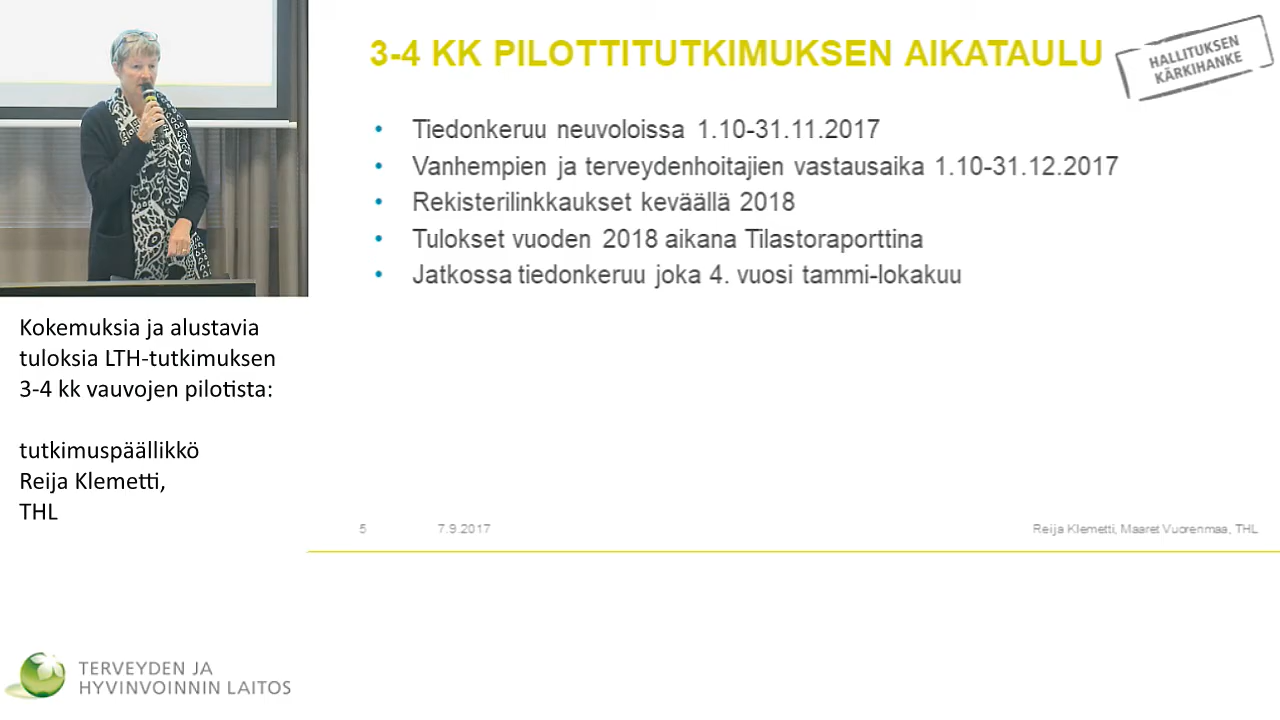 3-4 KK PILOTTITUTKIMUKSEN AIKATAULU
HALLITUKSEN
KÄRKIHANKE
• Tiedonkeruu neuvoloissa 1.10-31.11.2017
• Vanhempien ja terveydenhoitajien vastausaika 1.10-31.12.2017
• Rekisterilinkkaukset keväällä 2018
• Tulokset vuoden 2018 aikana Tilastoraporttina
• Jatkossa tiedonkeruu joka 4. vuosi tammi-lokakuu
Kokemuksia ja alustavia
tuloksia LTH-tutkimuksen
3-4 kk vauvojen pilotista:
tutkimuspäällikkö
Reija Klemetti,
THL
5 7.9.2017 Reija Klemetti, Maaret Vuorenmaa, THL
TERVEYDEN JA
HYVINVOINNIN LAITOS